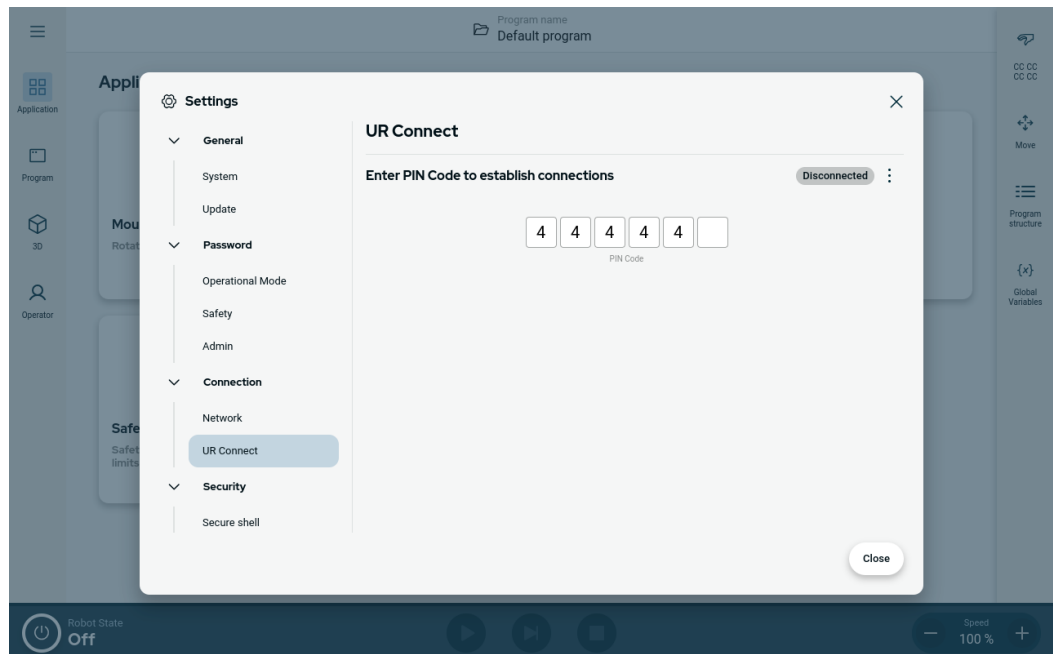 Program name
Default program
Application
Program
3D
Operator
Appli
Mou
Rotat
Safe
Safet
limits
Settings
General
System
Update
Password
Operational Mode
Safety
Admin
Connection
Network
UR Connect
Security
Secure shell
UR Connect
Enter PIN Code to establish connections
Disconnected
4 4 4 4 4
PIN Code
Close
CC CC
CC CC
Move
Program
structure
{x}
Global
Variables
Robot State
Off
Speed
100 %